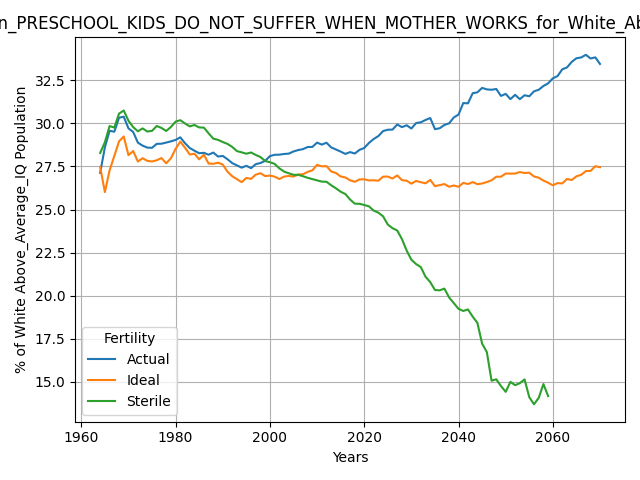 n_PRESCHOOL_KIDS_DO_NOT_SUFFER_WHEN_MOTHER_WORKS_for_White_Ab
% of White Above_Average_IQ Population
32.5
30.0
27.5
25.0
22.5
20.0
17.5
15.0
Fertility
Actual
Ideal
Sterile
1960
1980
2000
2020
2040
2060
Years